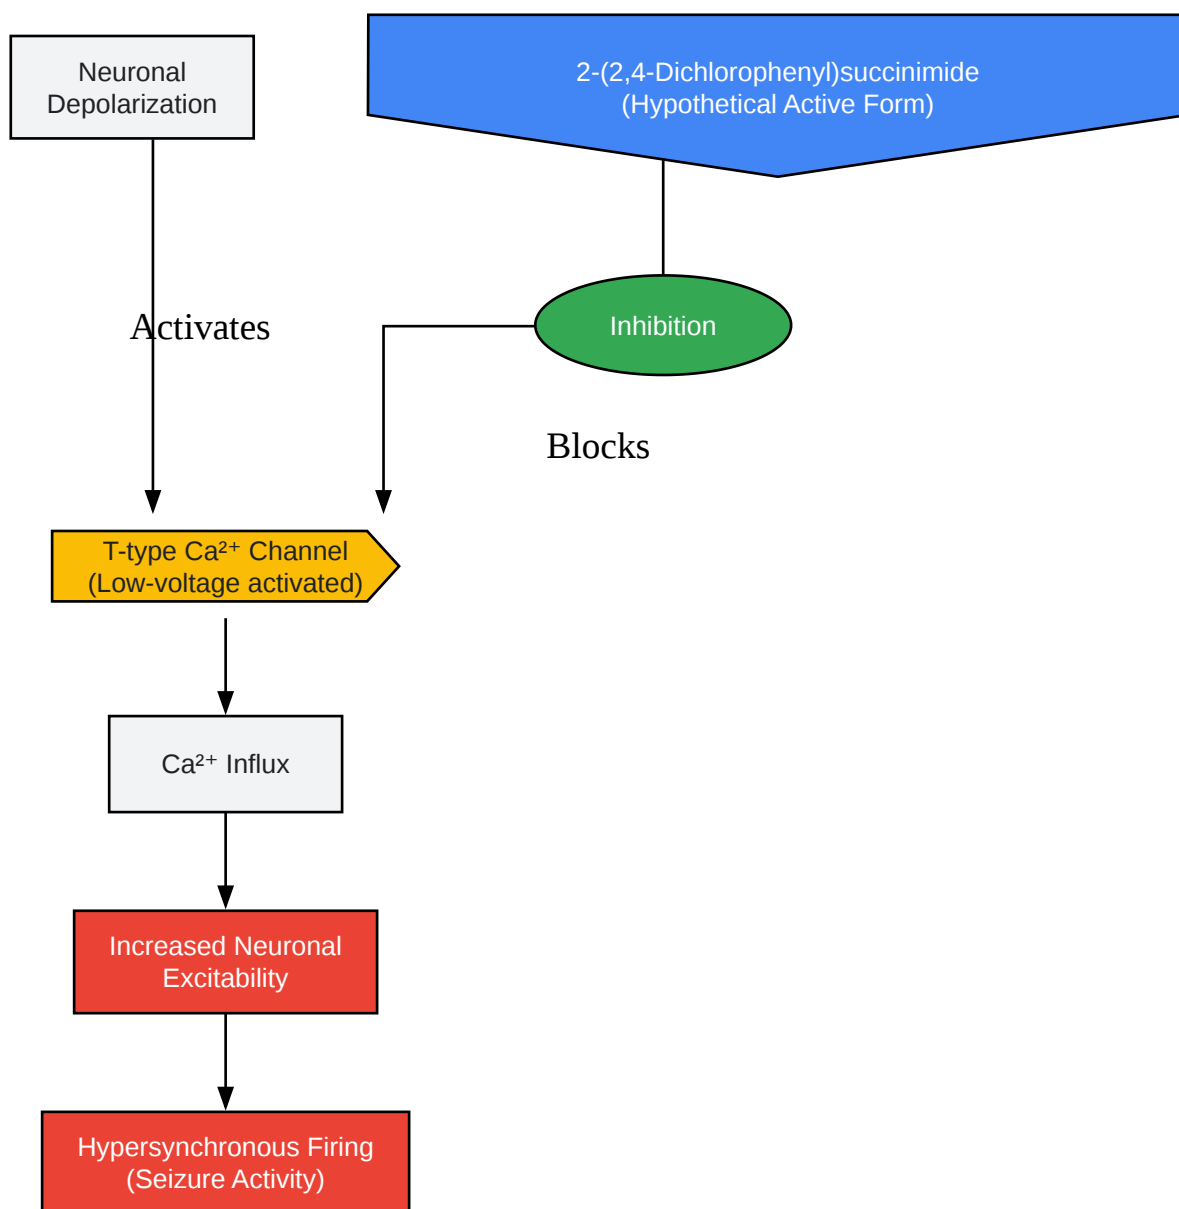 Neuronal
Depolarization
2-(2,4-Dichlorophenyl)succinimide
(Hypothetical Active Form)
Activates
Inhibition
Blocks
T-type Ca²⁺ Channel
(Low-voltage activated)
Ca²⁺ Influx
Increased Neuronal
Excitability
Hypersynchronous Firing
(Seizure Activity)